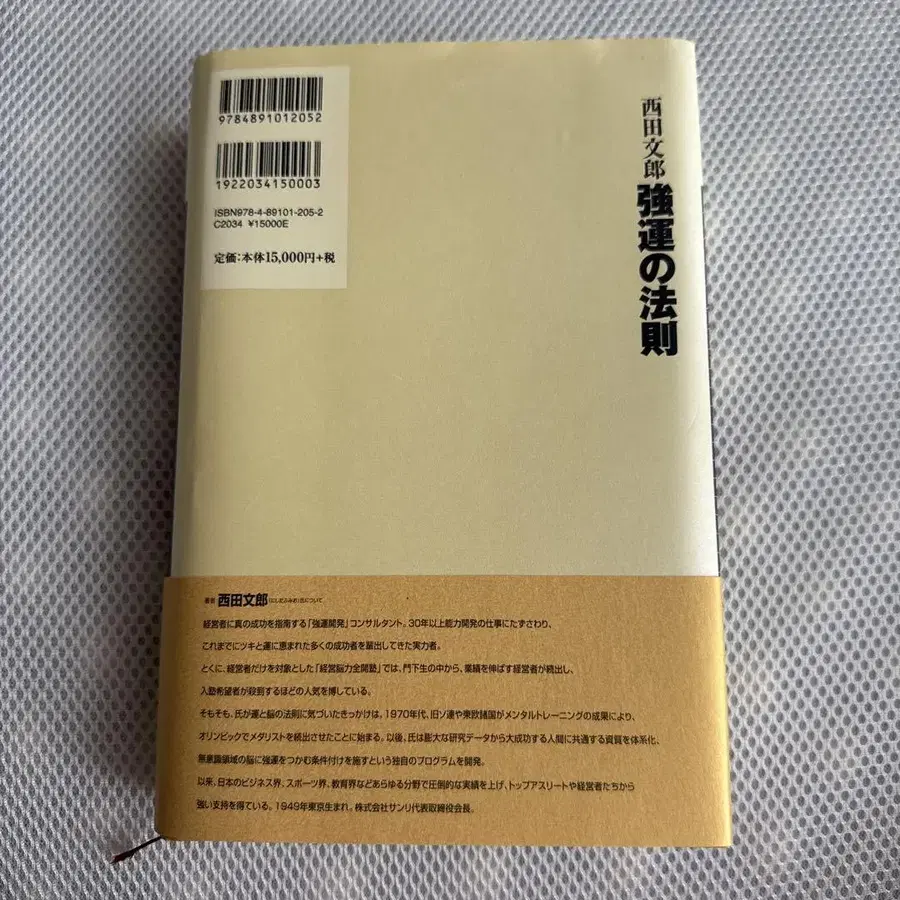 9784891012052
1922034150003
ISBN978-4-89101-205-2
C2034 ¥15000E
定価:本体15,000円+税
西田文郎
強運の法則
著者 西田文郎(にしだふみお)氏について
経営者に真の成功を指南する「強運開発」コンサルタント。30年以上能力開発の仕事にたずさわり、
これまでにツキと運に恵まれた多くの成功者を輩出してきた実力者。
とくに、経営者だけを対象とした「経営脳力全開塾」では、門下生の中から、業績を伸ばす経営者が続出し、
入塾希望者が殺到するほどの人気を博している。
そもそも、氏が運と脳の法則に気づいたきっかけは、1970年代、旧ソ連や東欧諸国がメンタルトレーニングの成果により、
オリンピックでメダリストを続出させたことに始まる。以後、氏は膨大な研究データから大成功する人間に共通する資質を体系化、
無意識領域の脳に強運をつかむ条件付けを施すという独自のプログラムを開発。
以来、日本のビジネス界、スポーツ界、教育界などあらゆる分野で圧倒的な実績を上げ、トップアスリートや経営者たちから
強い支持を得ている。1949年東京生まれ。株式会社サンリ代表取締役会長。